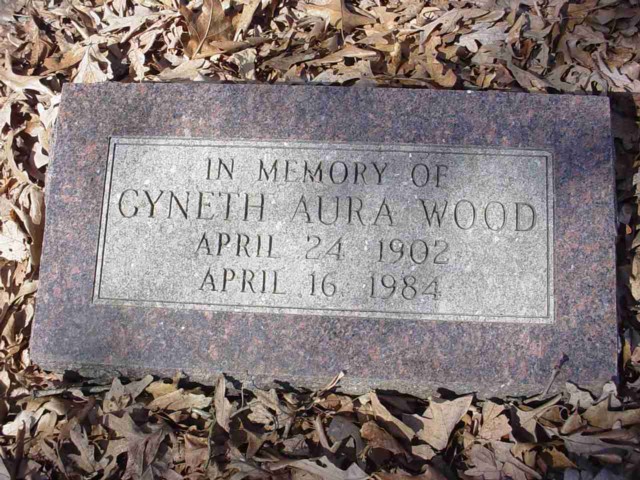 IN MEMORY OF
GYNETH AURA WOOD
APRIL 24 1902
APRIL 16 1984